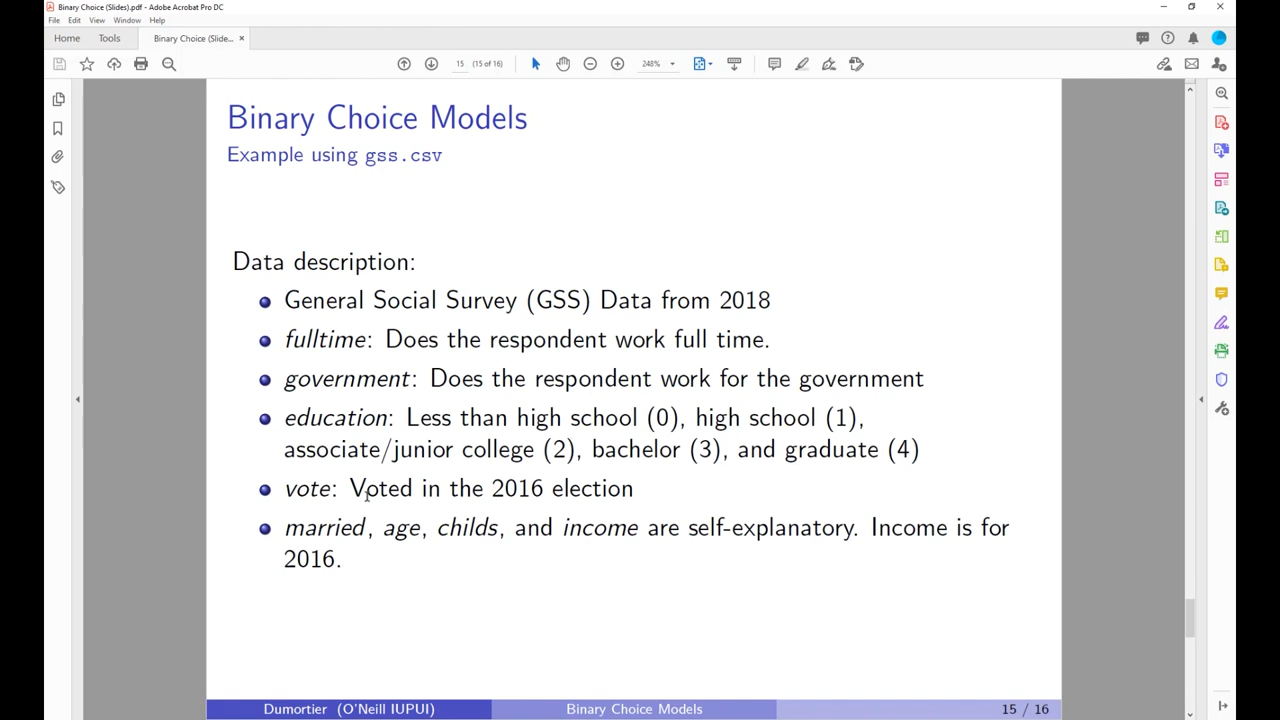 Binary Choice (Slides).pdf - Adobe Acrobat Pro DC
File Edit View Window Help
Home Tools Binary Choice (Slide... ×
15 (15 of 16) 248%
Binary Choice Models
Example using gss.csv
Data description:
General Social Survey (GSS) Data from 2018
fulltime: Does the respondent work full time.
government: Does the respondent work for the government
education: Less than high school (0), high school (1),
associate/junior college (2), bachelor (3), and graduate (4)
vote: Voted in the 2016 election
married, age, childs, and income are self-explanatory. Income is for
2016.
Dumortier (O'Neill IUPUI) Binary Choice Models 15 / 16